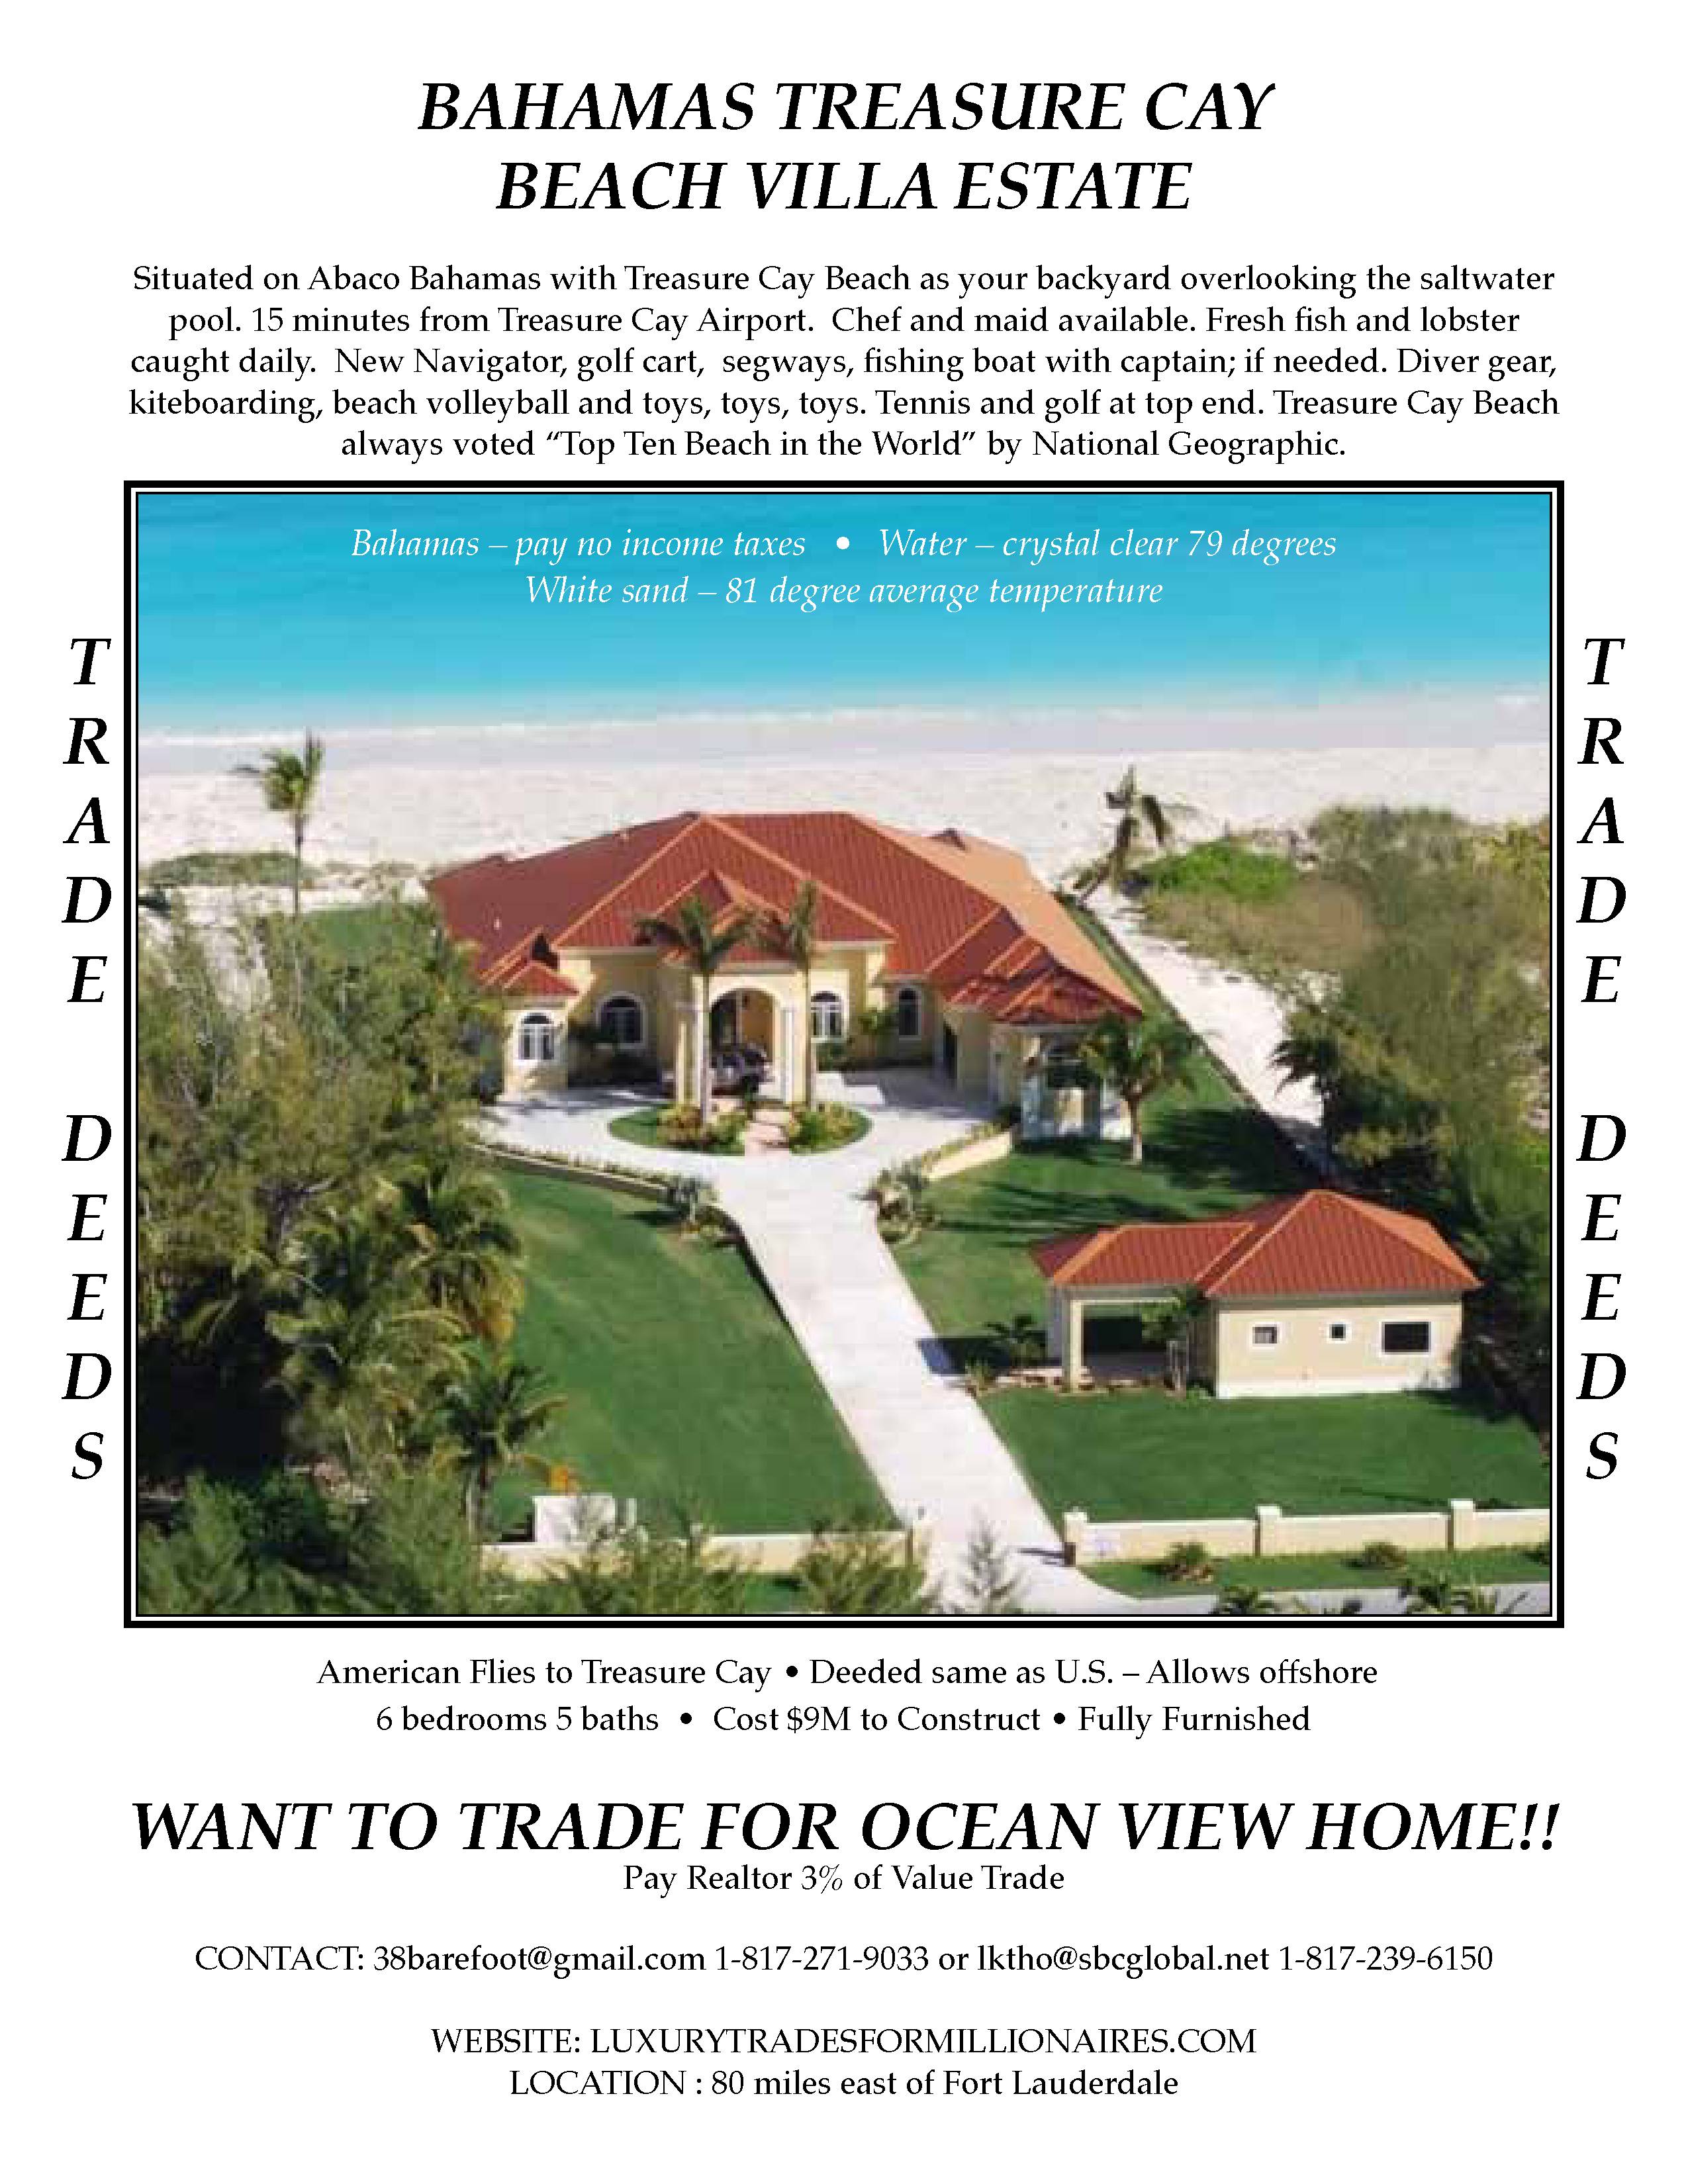 BAHAMAS TREASURE CAY
BEACH VILLA ESTATE
Situated on Abaco Bahamas with Treasure Cay Beach as your backyard overlooking the saltwater
pool. 15 minutes from Treasure Cay Airport.  Chef and maid available. Fresh fish and lobster
caught daily.  New Navigator, golf cart,  segways, fishing boat with captain; if needed. Diver gear,
kiteboarding, beach volleyball and toys, toys, toys. Tennis and golf at top end. Treasure Cay Beach
always voted “Top Ten Beach in the World” by National Geographic.
Bahamas – pay no income taxes • Water – crystal clear 79 degrees
White sand – 81 degree average temperature
TRADE DEEDS
TRADE DEEDS
American Flies to Treasure Cay • Deeded same as U.S. – Allows offshore
6 bedrooms 5 baths • Cost $9M to Construct • Fully Furnished
WANT TO TRADE FOR OCEAN VIEW HOME!!
Pay Realtor 3% of Value Trade
CONTACT: 38barefoot@gmail.com 1-817-271-9033 or lktho@sbcglobal.net 1-817-239-6150
WEBSITE: LUXURYTRADESFORMILLIONAIRES.COM
LOCATION : 80 miles east of Fort Lauderdale